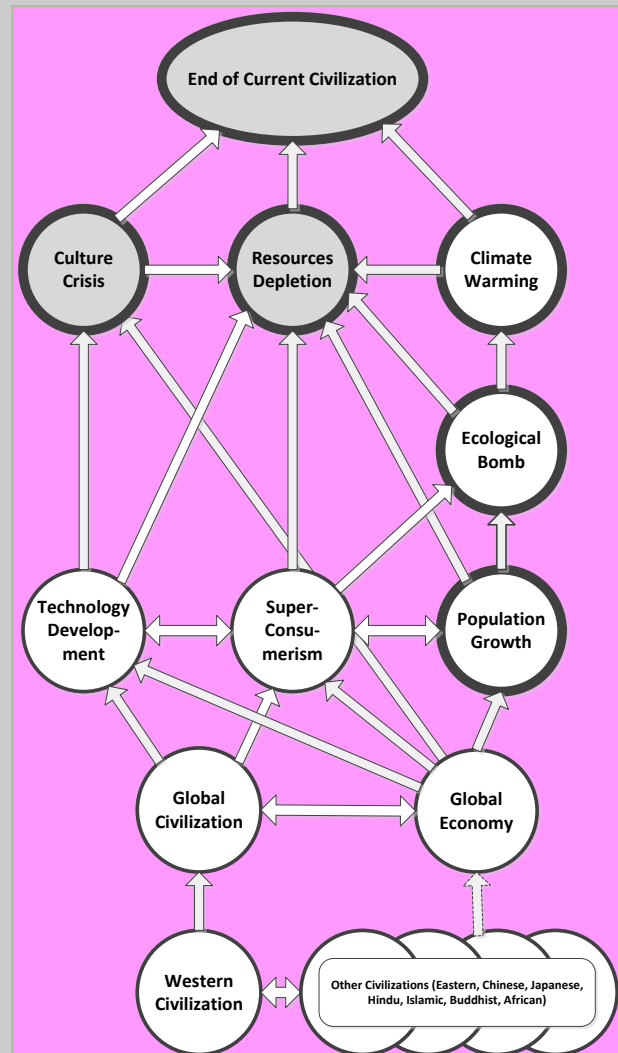 End of Current Civilization
Culture
Crisis
Resources
Depletion
Climate
Warming
Ecological
Bomb
Technology
Develop-
ment
Super-
Consu-
merism
Population
Growth
Global
Civilization
Global
Economy
Western
Civilization
Other Civilizations (Eastern, Chinese, Japanese,
Hindu, Islamic, Buddhist, African)